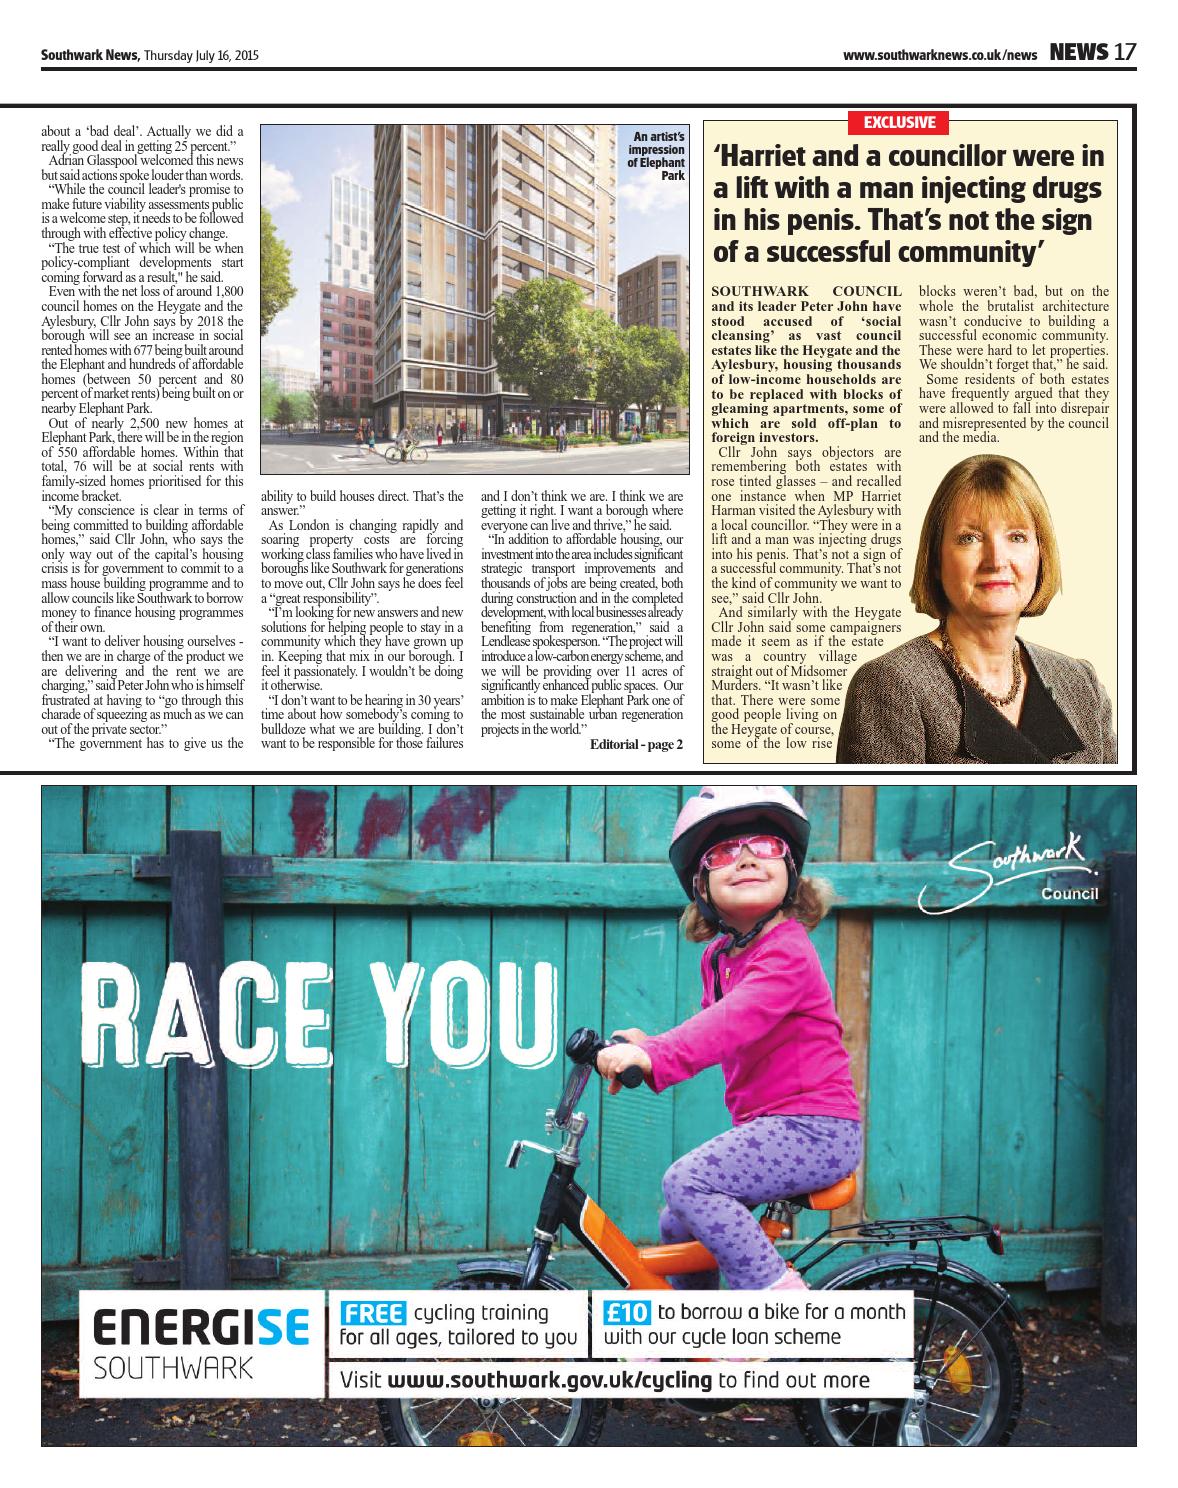 Southwark News, Thursday July 16, 2015
www.southwarknews.co.uk/news NEWS 17
about a ‘bad deal’. Actually we did a
really good deal in getting 25 percent.”
Adrian Glasspool welcomed this news
but said actions spoke louder than words.
“While the council leader's promise to
make future viability assessments public
is a welcome step, it needs to be followed
through with effective policy change.
“The true test of which will be when
policy-compliant developments start
coming forward as a result," he said.
Even with the net loss of around 1,800
council homes on the Heygate and the
Aylesbury, Cllr John says by 2018 the
borough will see an increase in social
rented homes with 677 being built around
the Elephant and hundreds of affordable
homes (between 50 percent and 80
percent of market rents) being built on or
nearby Elephant Park.
Out of nearly 2,500 new homes at
Elephant Park, there will be in the region
of 550 affordable homes. Within that
total, 76 will be at social rents with
family-sized homes prioritised for this
income bracket.
“My conscience is clear in terms of
being committed to building affordable
homes,” said Cllr John, who says the
only way out of the capital’s housing
crisis is for government to commit to a
mass house building programme and to
allow councils like Southwark to borrow
money to finance housing programmes
of their own.
“I want to deliver housing ourselves -
then we are in charge of the product we
are delivering and the rent we are
charging,” said Peter John who is himself
frustrated at having to “go through this
charade of squeezing as much as we can
out of the private sector.”
“The government has to give us the
An artist’s
impression
of Elephant
Park
ability to build houses direct. That’s the
answer.”
As London is changing rapidly and
soaring property costs are forcing
working class families who have lived in
boroughs like Southwark for generations
to move out, Cllr John says he does feel
a “great responsibility”.
“I’m looking for new answers and new
solutions for helping people to stay in a
community which they have grown up
in. Keeping that mix in our borough. I
feel it passionately. I wouldn’t be doing
it otherwise.
“I don’t want to be hearing in 30 years’
time about how somebody’s coming to
bulldoze what we are building. I don’t
want to be responsible for those failures
and I don’t think we are. I think we are
getting it right. I want a borough where
everyone can live and thrive,” he said.
“In addition to affordable housing, our
investment into the area includes significant
strategic transport improvements and
thousands of jobs are being created, both
during construction and in the completed
development, with local businesses already
benefiting from regeneration,” said a
Lendlease spokesperson. “The project will
introduce a low-carbon energy scheme, and
we will be providing over 11 acres of
significantly enhanced public spaces. Our
ambition is to make Elephant Park one of
the most sustainable urban regeneration
projects in the world.”
Editorial - page 2
EXCLUSIVE
‘Harriet and a councillor were in
a lift with a man injecting drugs
in his penis. That’s not the sign
of a successful community’
SOUTHWARK COUNCIL
and its leader Peter John have
stood accused of ‘social
cleansing’ as vast council
estates like the Heygate and the
Aylesbury, housing thousands
of low-income households are
to be replaced with blocks of
gleaming apartments, some of
which are sold off-plan to
foreign investors.
Cllr John says objectors are
remembering both estates with
rose tinted glasses – and recalled
one instance when MP Harriet
Harman visited the Aylesbury with
a local councillor. “They were in a
lift and a man was injecting drugs
into his penis. That’s not a sign of
a successful community. That’s not
the kind of community we want to
see,” said Cllr John.
And similarly with the Heygate
Cllr John said some campaigners
made it seem as if the estate
was a country village
straight out of Midsomer
Murders. “It wasn’t like
that. There were some
good people living on
the Heygate of course,
some of the low rise
blocks weren’t bad, but on the
whole the brutalist architecture
wasn’t conducive to building a
successful economic community.
These were hard to let properties.
We shouldn’t forget that,” he said.
Some residents of both estates
have frequently argued that they
were allowed to fall into disrepair
and misrepresented by the council
and the media.
Southwark
Council
RACE YOU
ENERGISE
SOUTHWARK
FREE cycling training
for all ages, tailored to you
£10 to borrow a bike for a month
with our cycle loan scheme
Visit www.southwark.gov.uk/cycling to find out more